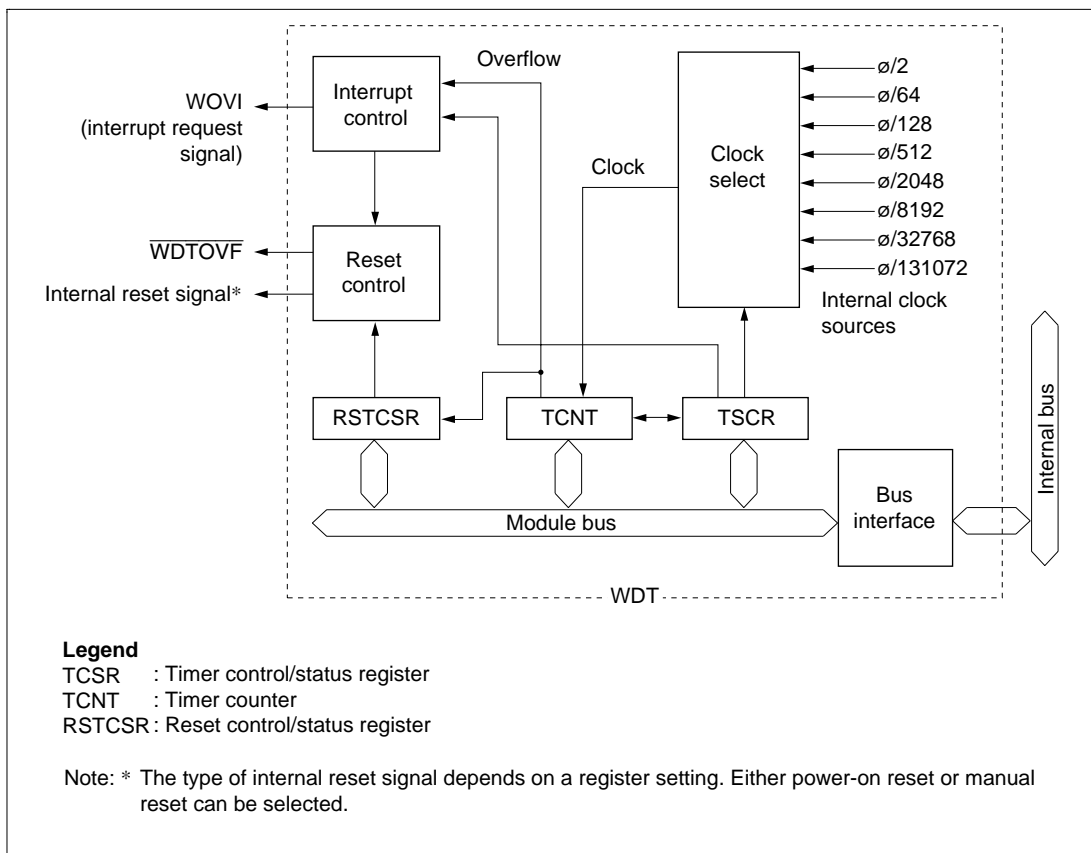 Overflow
Interrupt
control
WOVI
(interrupt request
signal)
Clock
Clock
select
ø/2
ø/64
ø/128
ø/512
ø/2048
ø/8192
ø/32768
ø/131072
Internal clock
sources
WDTOVF
Internal reset signal*
Reset
control
RSTCSR
TCNT
TSCR
Module bus
Bus
interface
Internal bus
WDT
Legend
TCSR : Timer control/status register
TCNT : Timer counter
RSTCSR : Reset control/status register
Note: * The type of internal reset signal depends on a register setting. Either power-on reset or manual
reset can be selected.